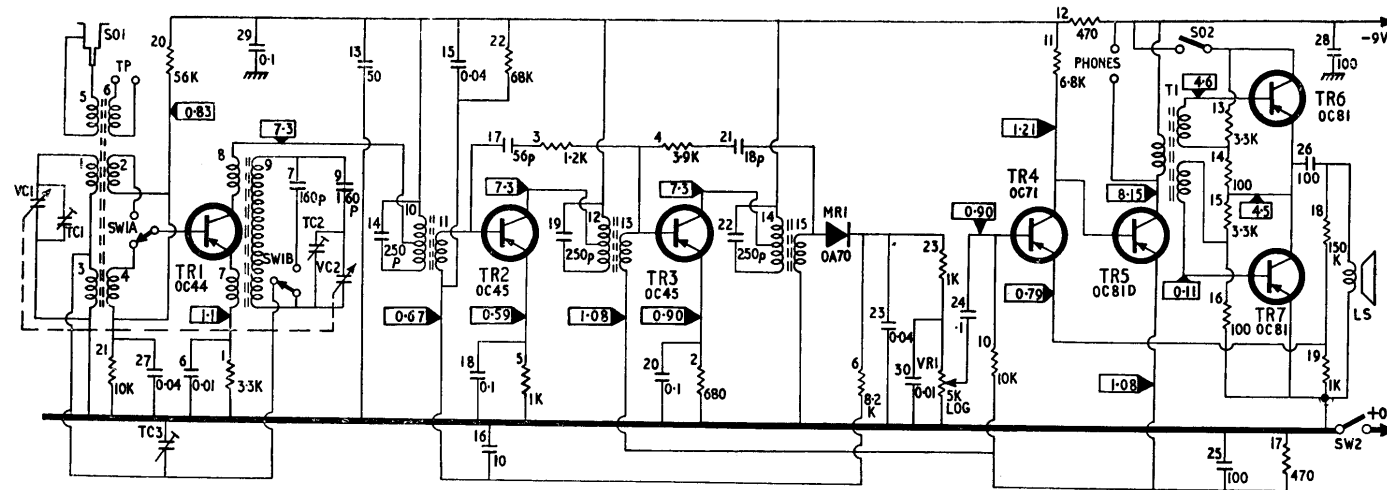 SO1
TP
5
6
20
56K
29
0.1
13
50
15
0.04
22
68K
12
470
11
6.8K
PHONES
SO2
28
100
-9V
0.83
7.3
1
2
VC1
TC1
SW1A
3
4
8
9
7
160p
9
60
P
TC2
VC2
SW1B
TR1
OC44
7
1.1
21
10K
27
0.04
6
0.01
1
3.3K
TC3
10
11
14
250
P
17
56p
3
1.2K
TR2
OC45
0.67
0.59
18
0.1
5
1K
16
10
7.3
12
13
19
250p
4
3.9K
21
18p
TR3
OC45
1.08
0.90
20
0.1
2
680
7.3
14
15
22
250p
MR1
OA70
6
8.2
K
23
0.04
23
1K
30
0.01
VR1
5K
LOG
24
.1
0.90
10
10K
1.21
TR4
OC71
0.79
8.15
TR5
OC81D
1.08
T1
4.6
13
3.3K
14
100
15
3.3K
4.5
16
100
0.11
TR6
OC81
TR7
OC81
26
100
18
150
K
19
1K
LS
25
100
17
470
+0
SW2